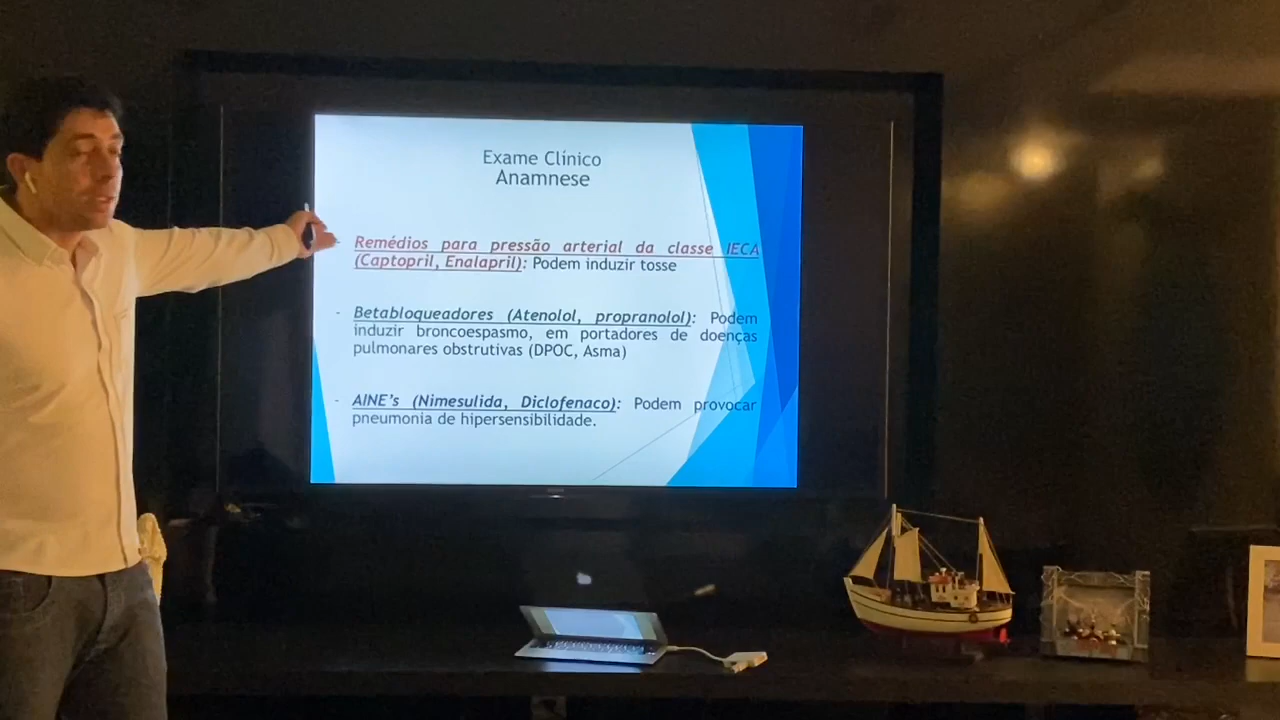 Exame Clínico
Anamnese
Remédios para pressão arterial da classe IECA
(Captopril, Enalapril): Podem induzir tosse
- Betabloqueadores (Atenolol, propranolol): Podem
induzir broncoespasmo, em portadores de doenças
pulmonares obstrutivas (DPOC, Asma)
- AINE's (Nimesulida, Diclofenaco): Podem provocar
pneumonia de hipersensibilidade.